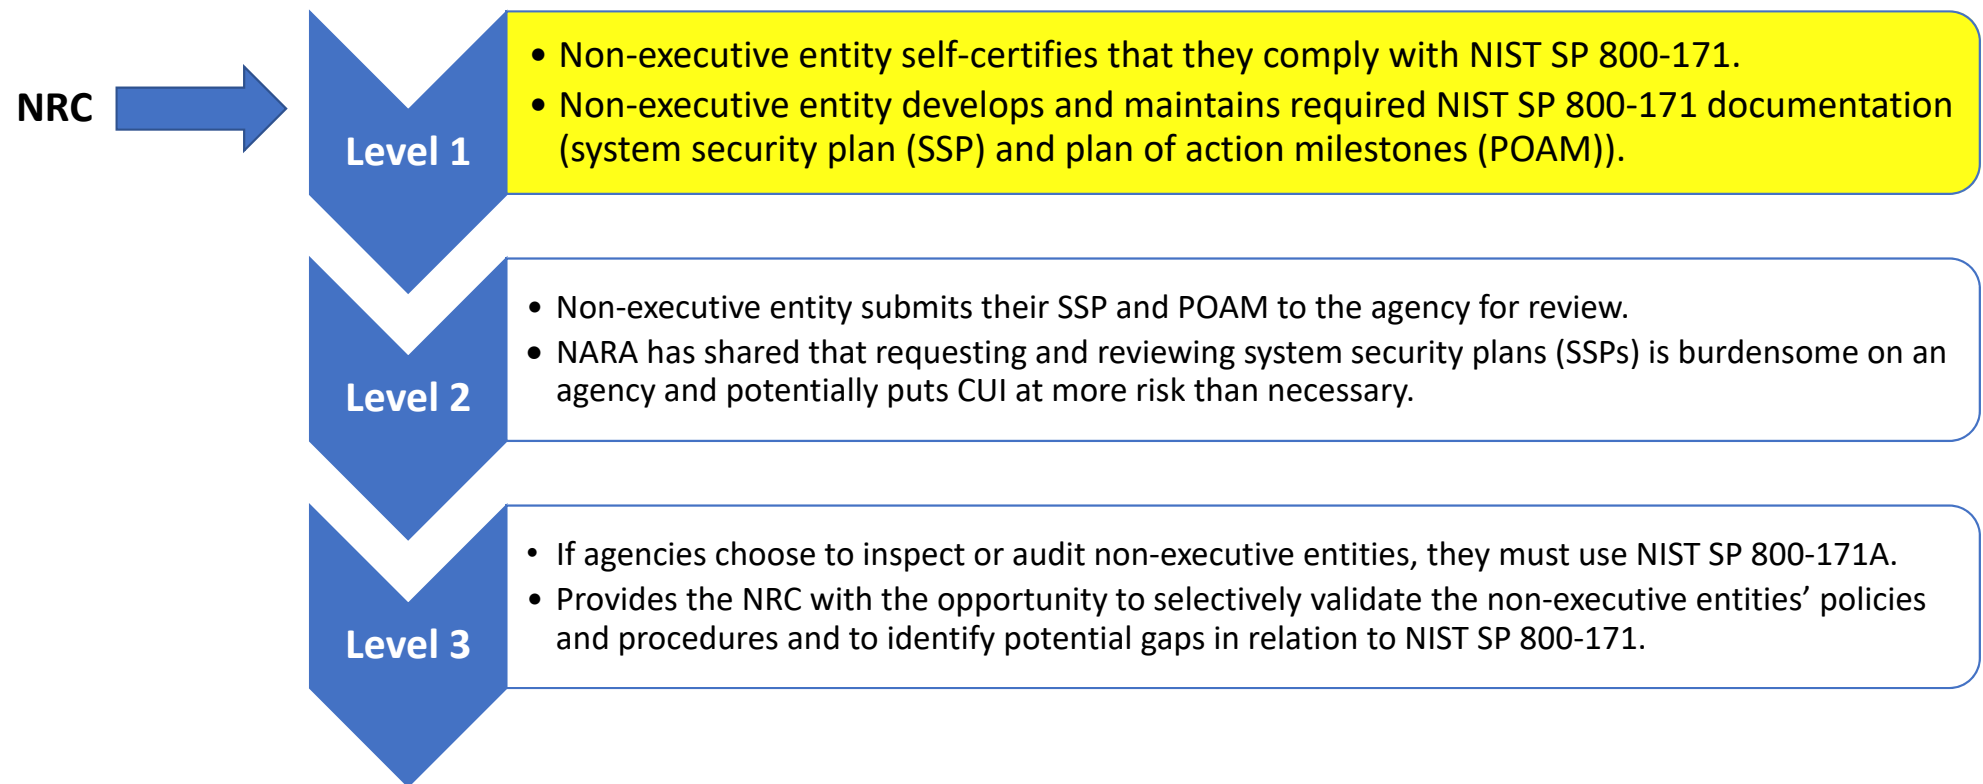 NRC
Level 1
• Non-executive entity self-certifies that they comply with NIST SP 800-171.
• Non-executive entity develops and maintains required NIST SP 800-171 documentation
(system security plan (SSP) and plan of action milestones (POAM)).
Level 2
• Non-executive entity submits their SSP and POAM to the agency for review.
• NARA has shared that requesting and reviewing system security plans (SSPs) is burdensome on an
agency and potentially puts CUI at more risk than necessary.
Level 3
• If agencies choose to inspect or audit non-executive entities, they must use NIST SP 800-171A.
• Provides the NRC with the opportunity to selectively validate the non-executive entities’ policies
and procedures and to identify potential gaps in relation to NIST SP 800-171.